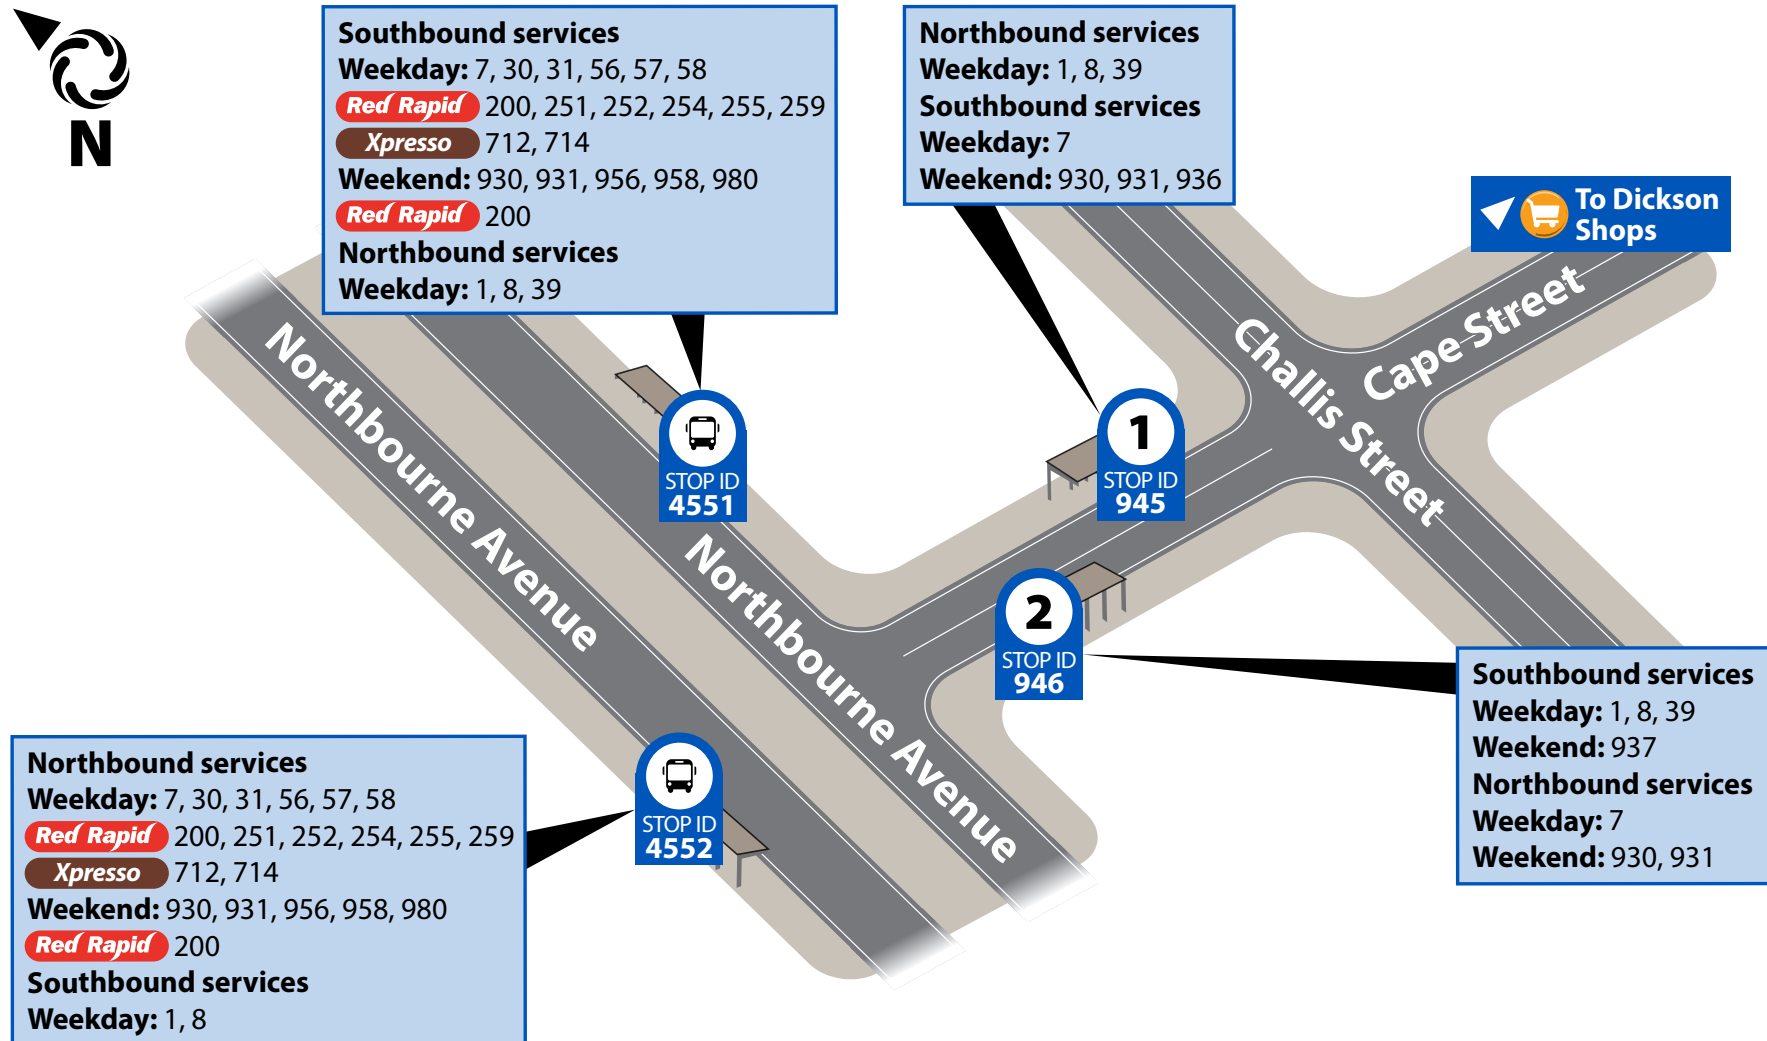 N
Southbound services
Weekday: 7, 30, 31, 56, 57, 58
Red Rapid 200, 251, 252, 254, 255, 259
Xpresso 712, 714
Weekend: 930, 931, 956, 958, 980
Red Rapid 200
Northbound services
Weekday: 1, 8, 39
Northbound services
Weekday: 1, 8, 39
Southbound services
Weekday: 7
Weekend: 930, 931, 936
To Dickson
Shops
Northbourne Avenue
Northbourne Avenue
Challis Street
Cape Street
STOP ID
4551
1
STOP ID
945
2
STOP ID
946
STOP ID
4552
Southbound services
Weekday: 1, 8, 39
Weekend: 937
Northbound services
Weekday: 7
Weekend: 930, 931
Northbound services
Weekday: 7, 30, 31, 56, 57, 58
Red Rapid 200, 251, 252, 254, 255, 259
Xpresso 712, 714
Weekend: 930, 931, 956, 958, 980
Red Rapid 200
Southbound services
Weekday: 1, 8